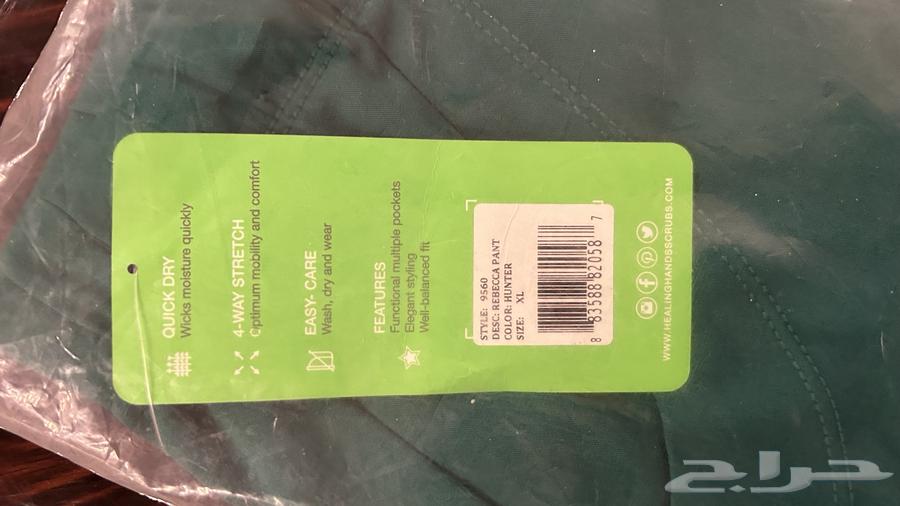 QUICK DRY
Wicks moisture quickly
4-WAY STRETCH
Optimum mobility and comfort
EASY- CARE
Wash, dry and wear
FEATURES
Functional multiple pockets
Elegant styling
Well-balanced fit
STYLE: 9560
DESC: REBECCA PANT
COLOR: HUNTER
SIZE: XL
8 83588 82058 7
WWW.HEALINGHANDSSCRUBS.COM
حراج